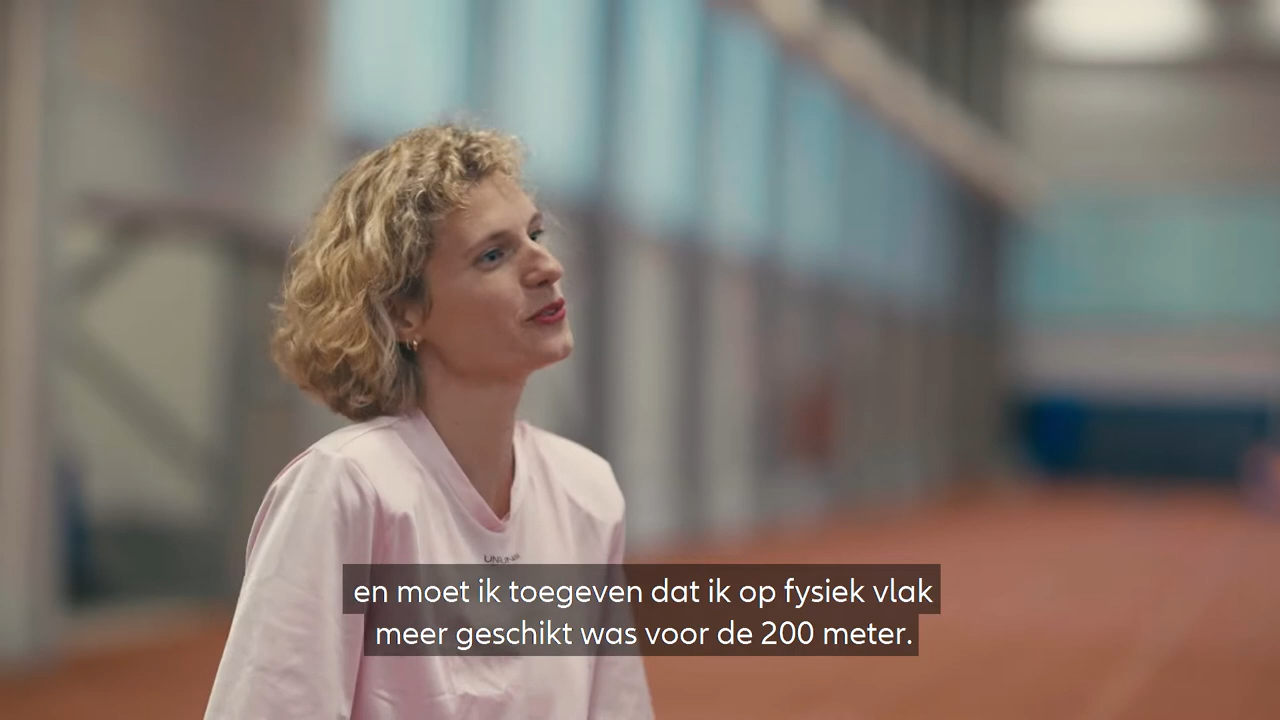 en moet ik toegeven dat ik op fysiek vlak
meer geschikt was voor de 200 meter.